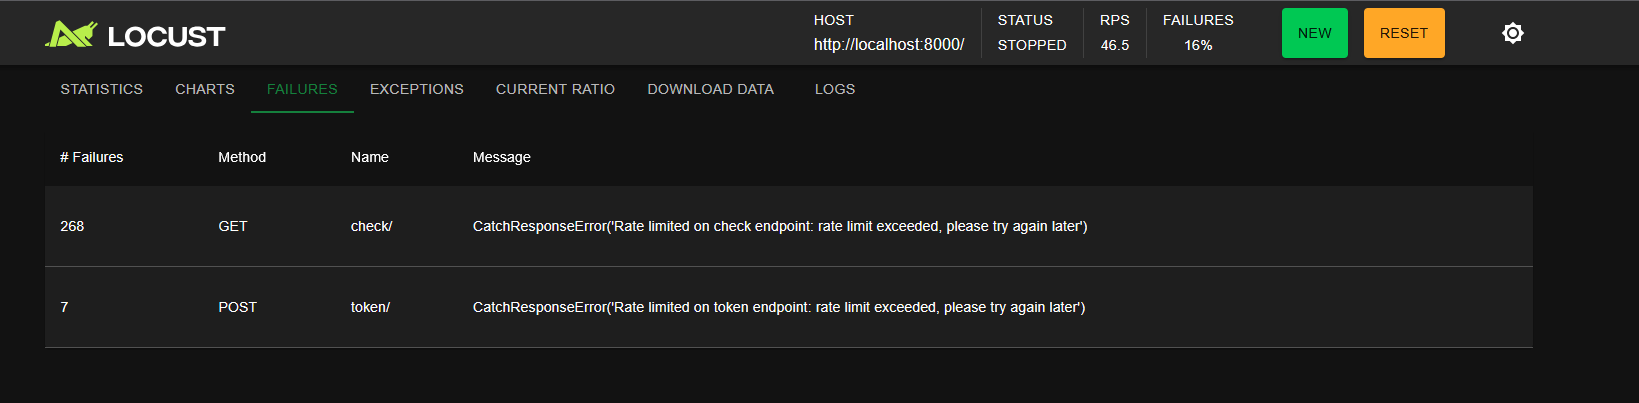 LOCUST
HOST
http://localhost:8000/
STATUS
STOPPED
RPS
46.5
FAILURES
16%
NEW
RESET
STATISTICS CHARTS FAILURES EXCEPTIONS CURRENT RATIO DOWNLOAD DATA LOGS
# Failures Method Name Message
268 GET check/ CatchResponseError('Rate limited on check endpoint: rate limit exceeded, please try again later')
7 POST token/ CatchResponseError('Rate limited on token endpoint: rate limit exceeded, please try again later')